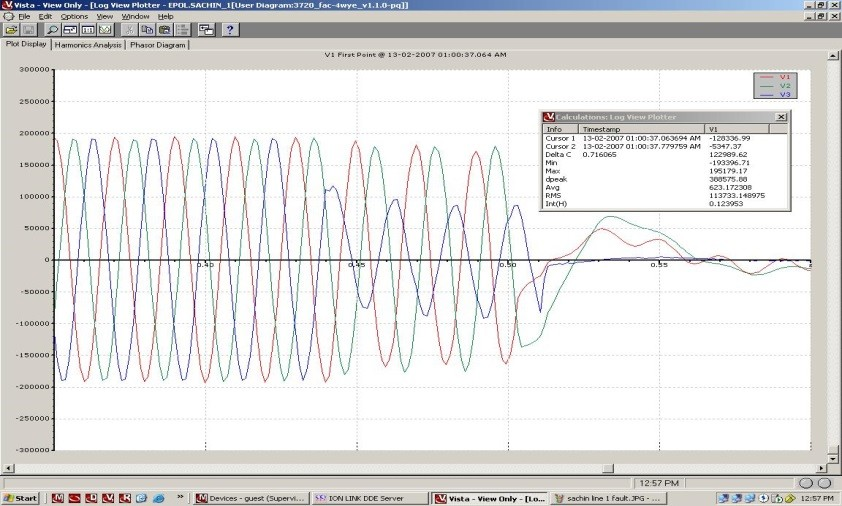 Vista - View Only - [Log View Plotter - EPOL.SACHIN_1[User Diagram:3720_fac-4wye_v1.1.0-pq]]
File Edit Options View Window Help
Plot Display Harmonics Analysis Phasor Diagram
V1 First Point @ 13-02-2007 01:00:37.064 AM
300000
250000
200000
150000
100000
50000
0
-50000
-100000
-150000
-200000
-250000
-300000
0.40 0.45 0.50 0.55
V1
V2
V3
Calculations: Log View Plotter
Info Timestamp V1
Cursor 1 13-02-2007 01:00:37.063694 AM -128336.99
Cursor 2 13-02-2007 01:00:37.779759 AM -5347.37
Delta C 0.716065 122989.62
Min -193396.71
Max 195179.17
dpeak 388575.88
Avg 623.172308
RMS 113733.148975
Int(H) 0.123953
12:57 PM
Start Devices - guest (Supervi... ION LINK DDE Server Vista - View Only - [Lo... sachin line 1 fault.JPG - ... 12:57 PM